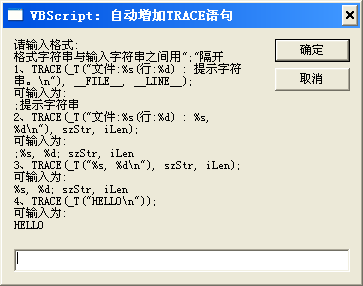 VBScript: 自动增加TRACE语句
请输入格式:
格式字符串与输入字符串之间用";"隔开
1、TRACE(_T("文件:%s(行:%d) : 提示字符
串。\n"), __FILE__, __LINE__);
可输入为:
;提示字符串
2、TRACE(_T("文件:%s(行:%d) : %s,
%d\n"), szStr, iLen);
可输入为:
;%s, %d; szStr, iLen
3、TRACE(_T("%s, %d\n"), szStr, iLen);
可输入为:
%s, %d; szStr, iLen
4、TRACE(_T("HELLO\n"));
可输入为:
HELLO
确定
取消